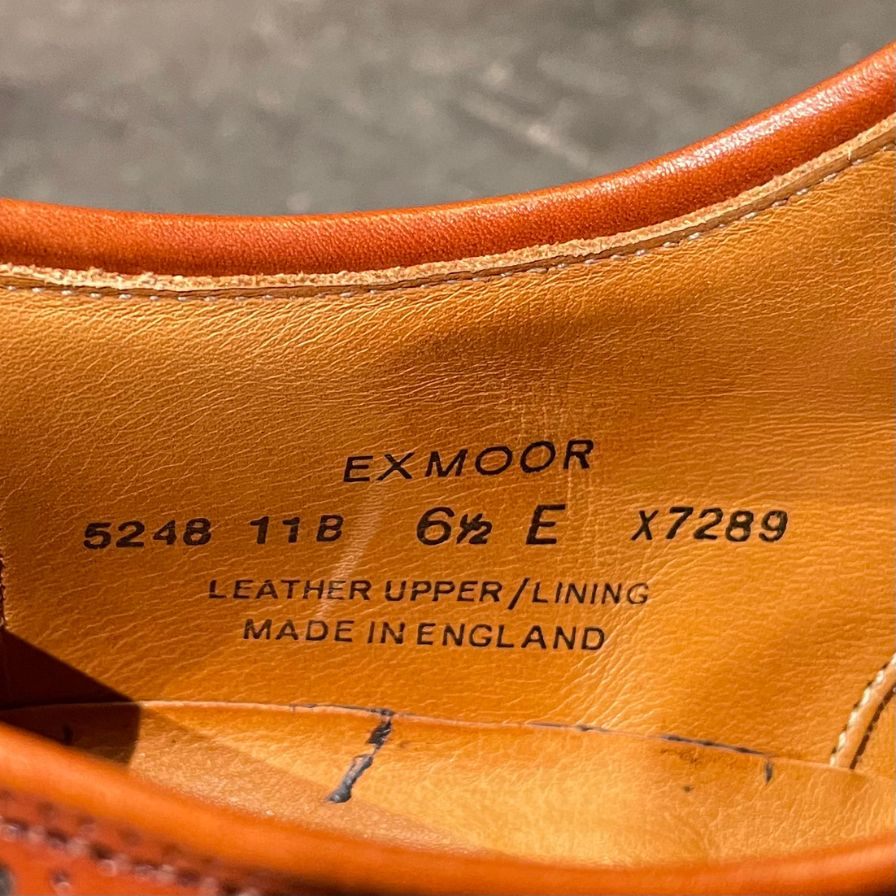 EXMOOR
5248 11B 6½ E X7289
LEATHER UPPER/LINING
MADE IN ENGLAND